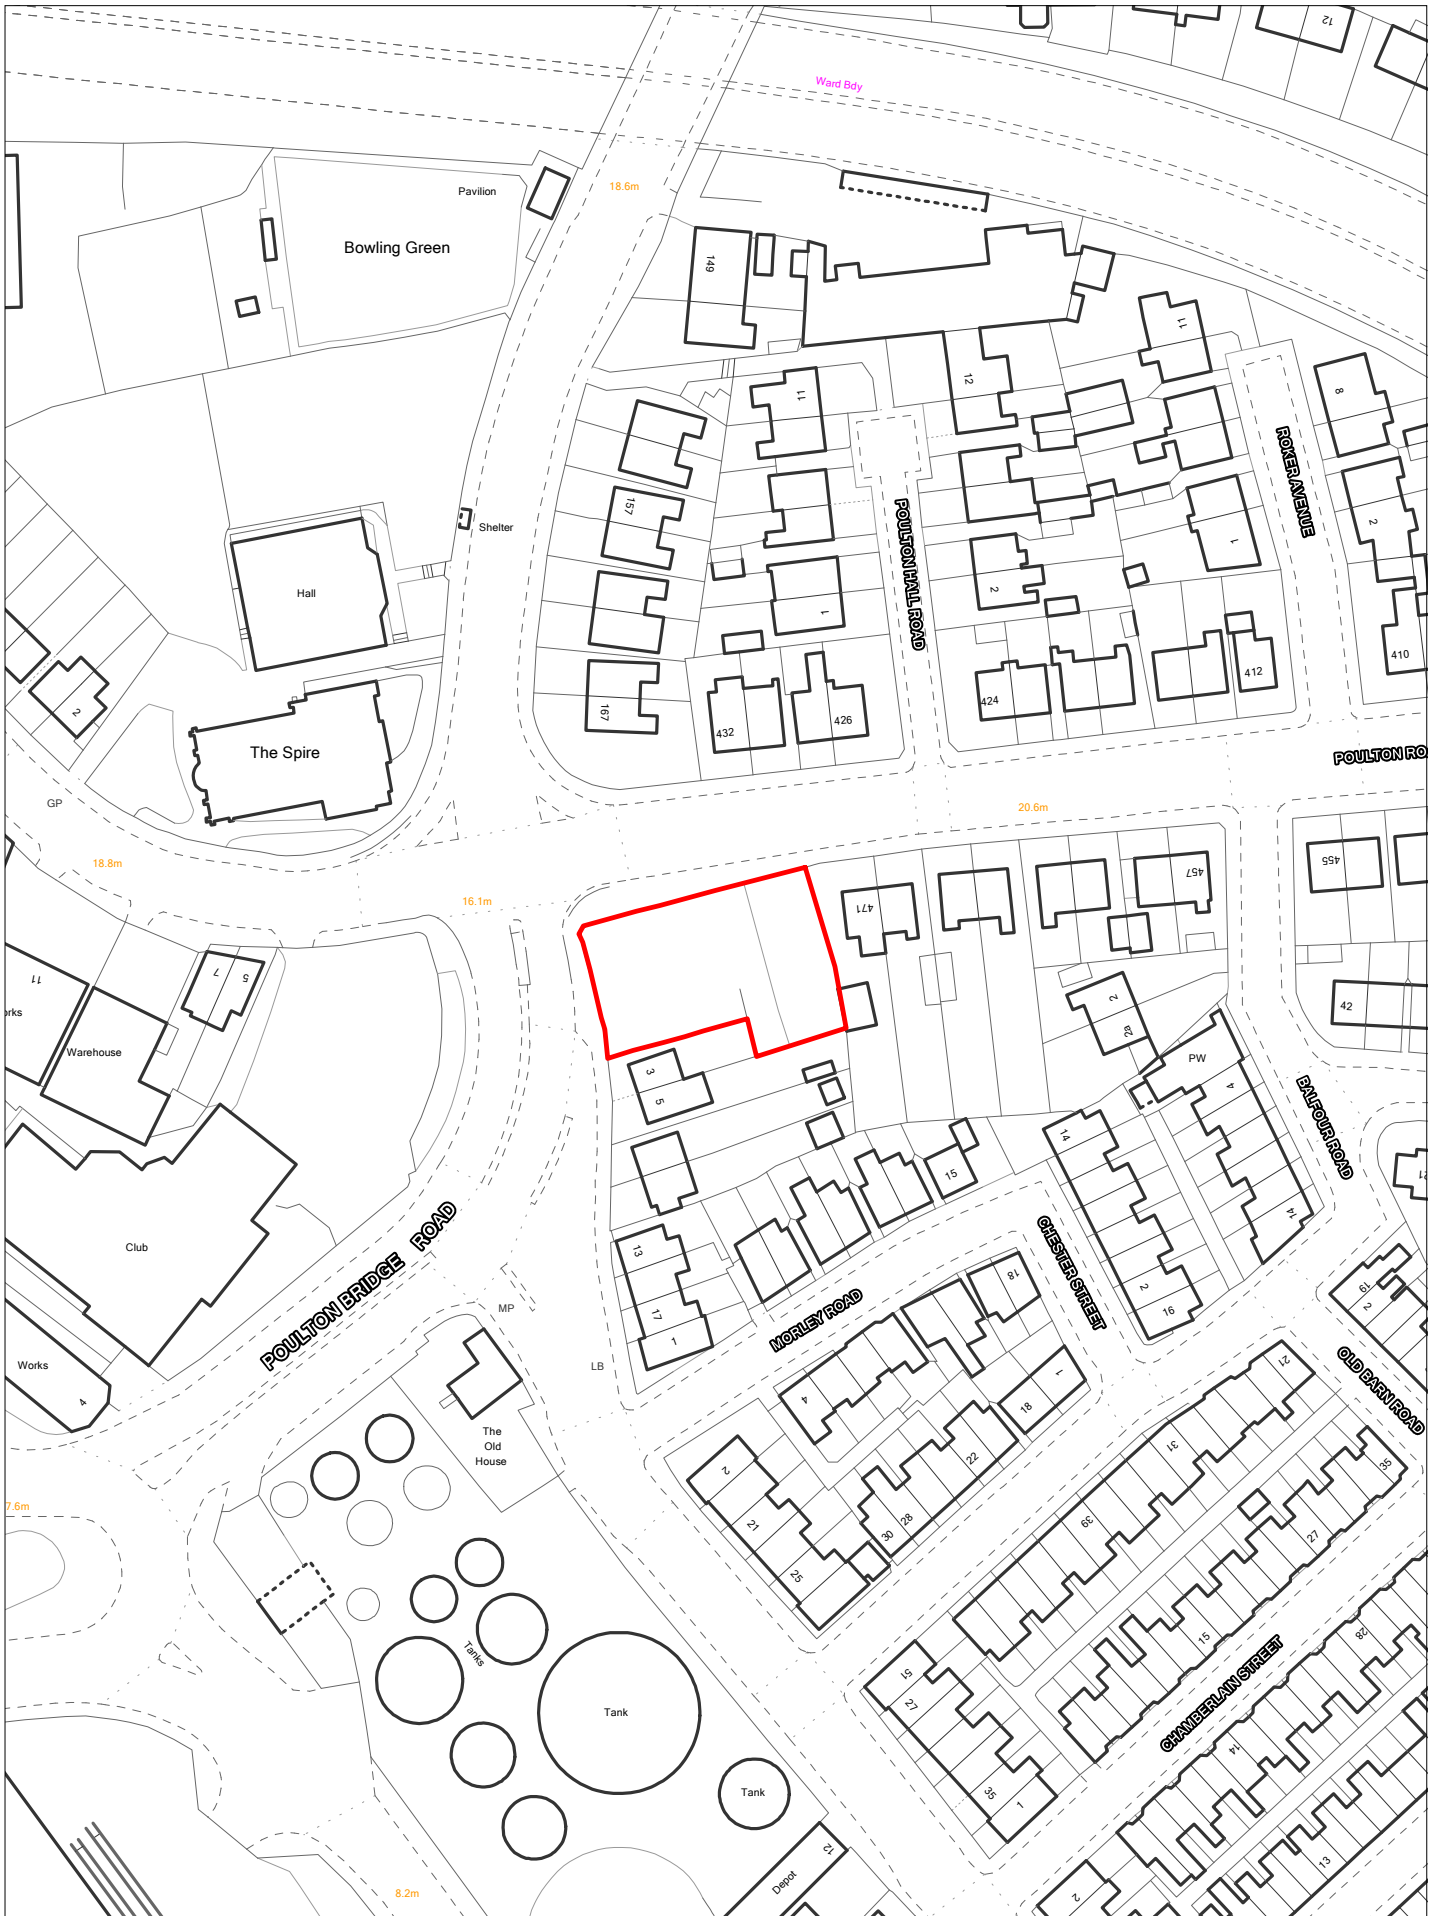 12
Ward Bdy
Pavilion
18.6m
Bowling Green
149
11
12
8
11
ROKER AVENUE
157
Shelter
POULTON HALL ROAD
2
1
Hall
2
1
410
412
424
2
167
426
432
The Spire
POULTON RO
GP
20.6m
18.8m
455
457
16.1m
471
11
7
5
2
42
orks
Warehouse
2a
PW
3
4
5
BALFOUR ROAD
14
15
21
14
POULTON BRIDGE ROAD
CHESTER STREET
Club
13
18
2
19
2
MP
17
16
MORLEY ROAD
1
Works
LB
OLD BARN ROAD
21
4
4
1
18
The
Old
House
31
22
35
2
7.6m
21
39
28
30
27
25
15
28
Tanks
CHAMBERLAIN STREET
51
27
Tank
14
Tank
35
1
12
13
Depot
8.2m
2